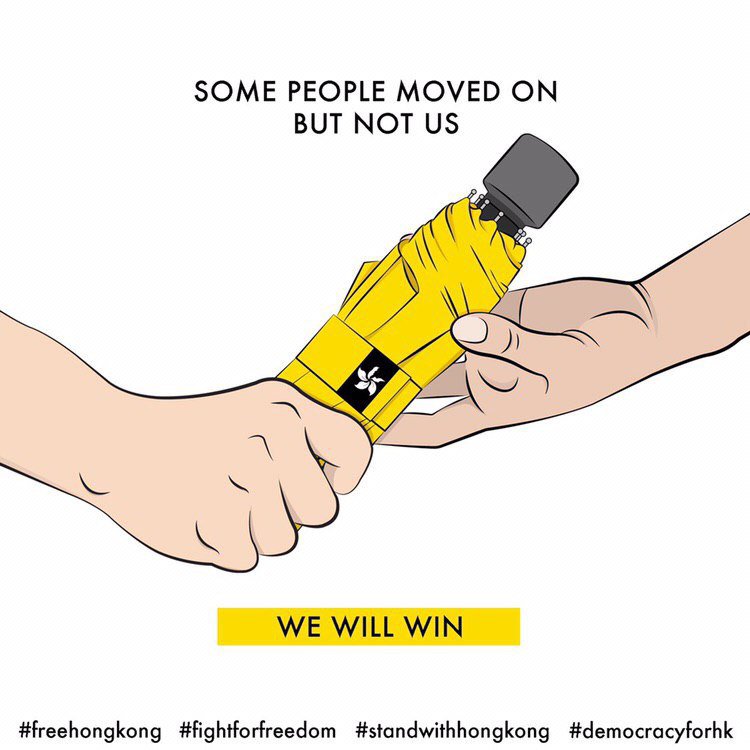 SOME PEOPLE MOVED ON
BUT NOT US
WE WILL WIN
#freehongkong #fightforfreedom #standwithhongkong #democracyforhk